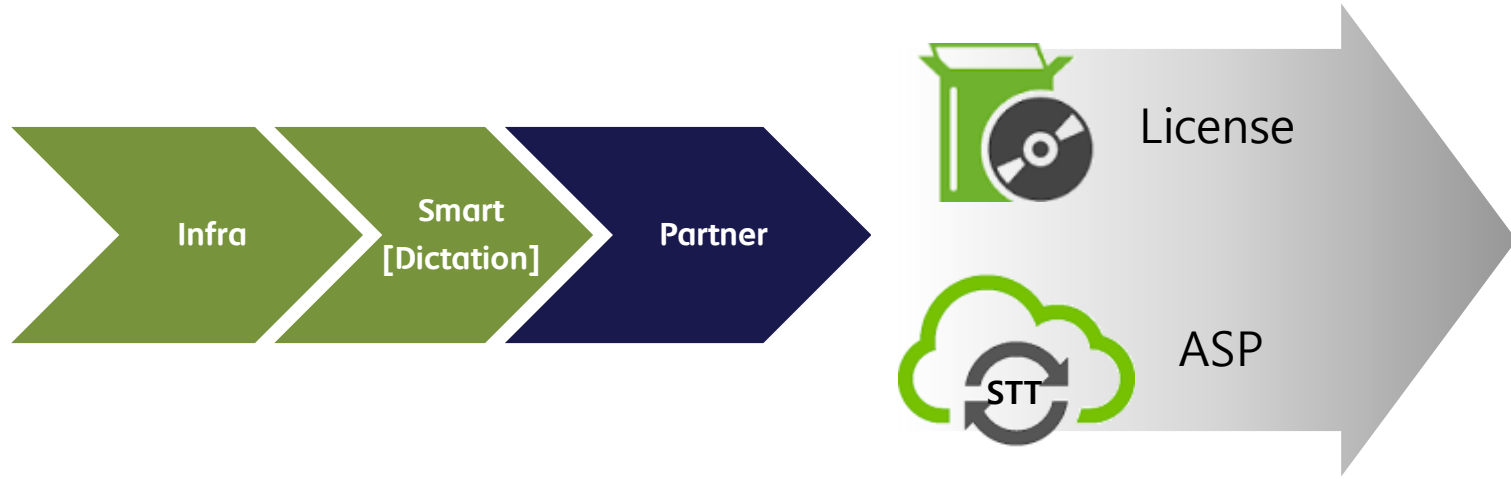 Infra
Smart
[Dictation]
Partner
License
ASP
STT